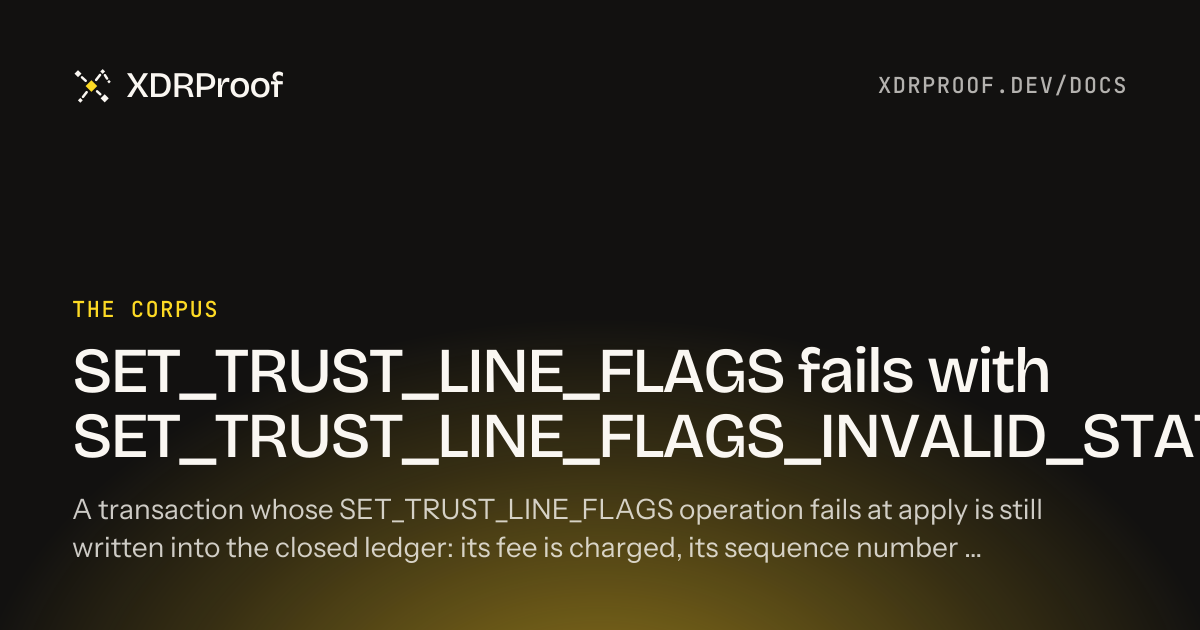 XDRProof
XDRPROOF.DEV/DOCS
THE CORPUS
SET_TRUST_LINE_FLAGS fails with
SET_TRUST_LINE_FLAGS_INVALID_STA
A transaction whose SET_TRUST_LINE_FLAGS operation fails at apply is still
written into the closed ledger: its fee is charged, its sequence number ...